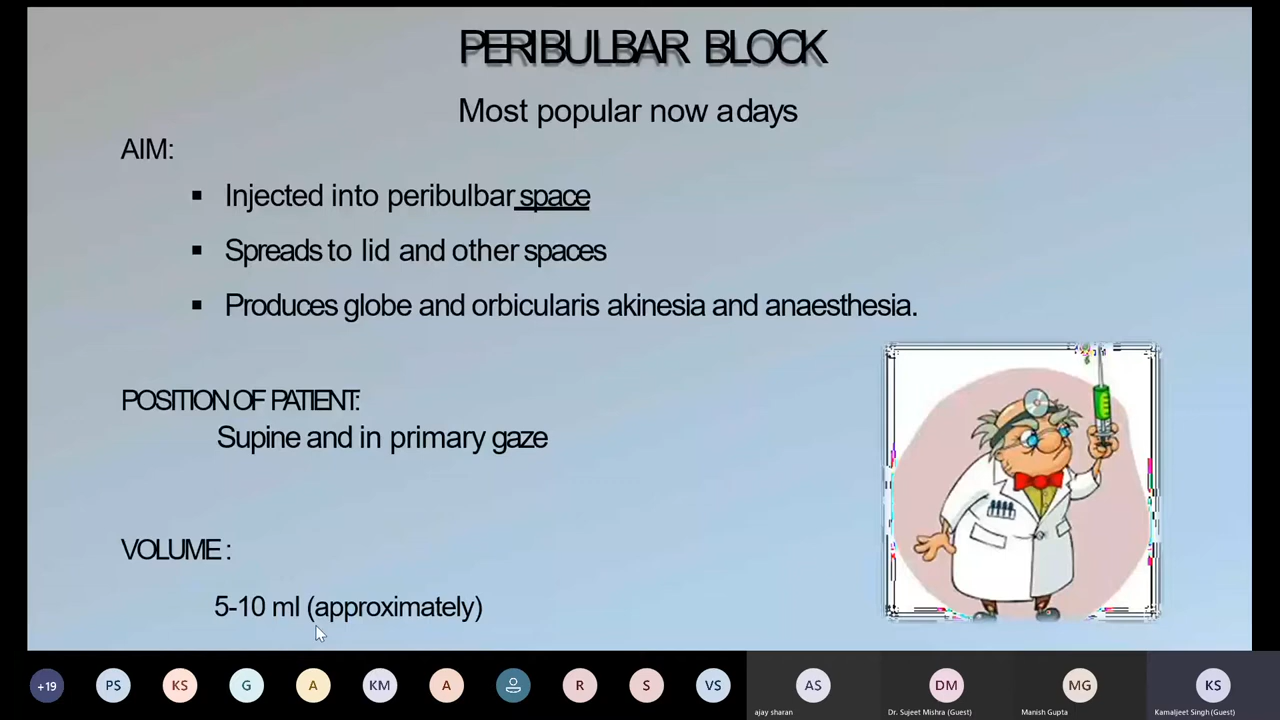 PERIBULBAR BLOCK
Most popular now adays
AIM:
▪ Injected into peribulbar space
▪ Spreads to lid and other spaces
▪ Produces globe and orbicularis akinesia and anaesthesia.
POSITION OF PATIENT:
Supine and in primary gaze
VOLUME :
5-10 ml (approximately)
+19 PS KS G A KM A R S VS AS DM MG KS
ajay sharan Dr. Sujeet Mishra (Guest) Manish Gupta Kamaljeet Singh (Guest)